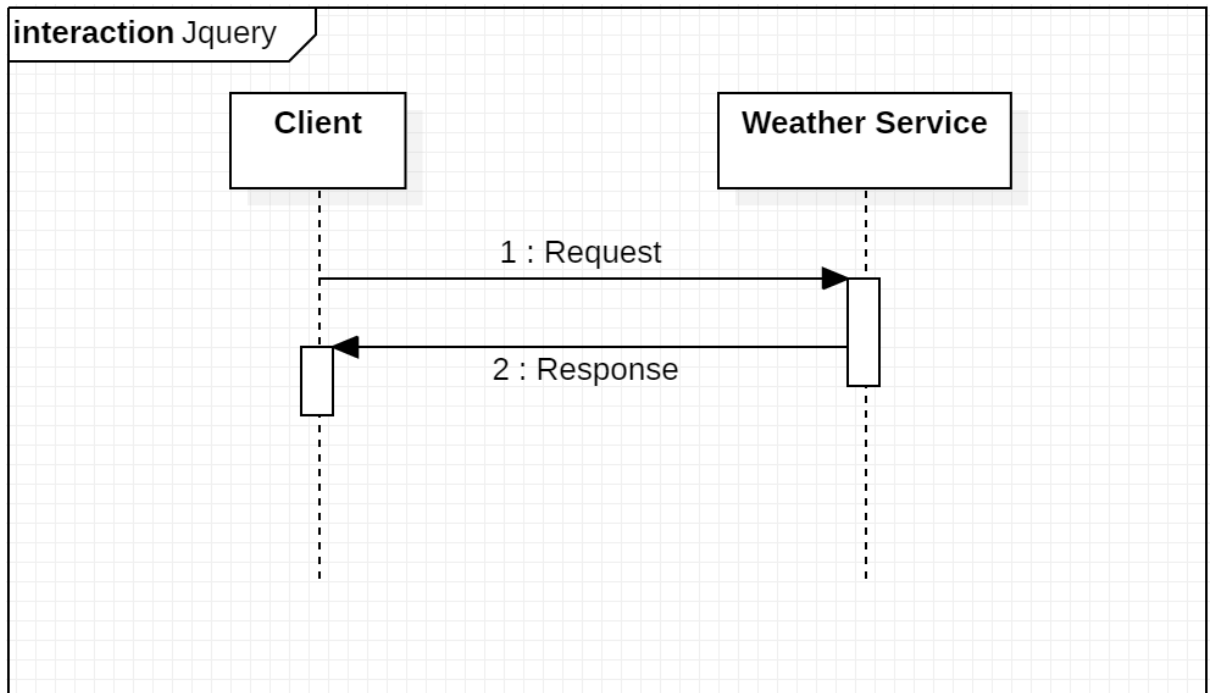 interaction Jquery
Client
Weather Service
1 : Request
2 : Response